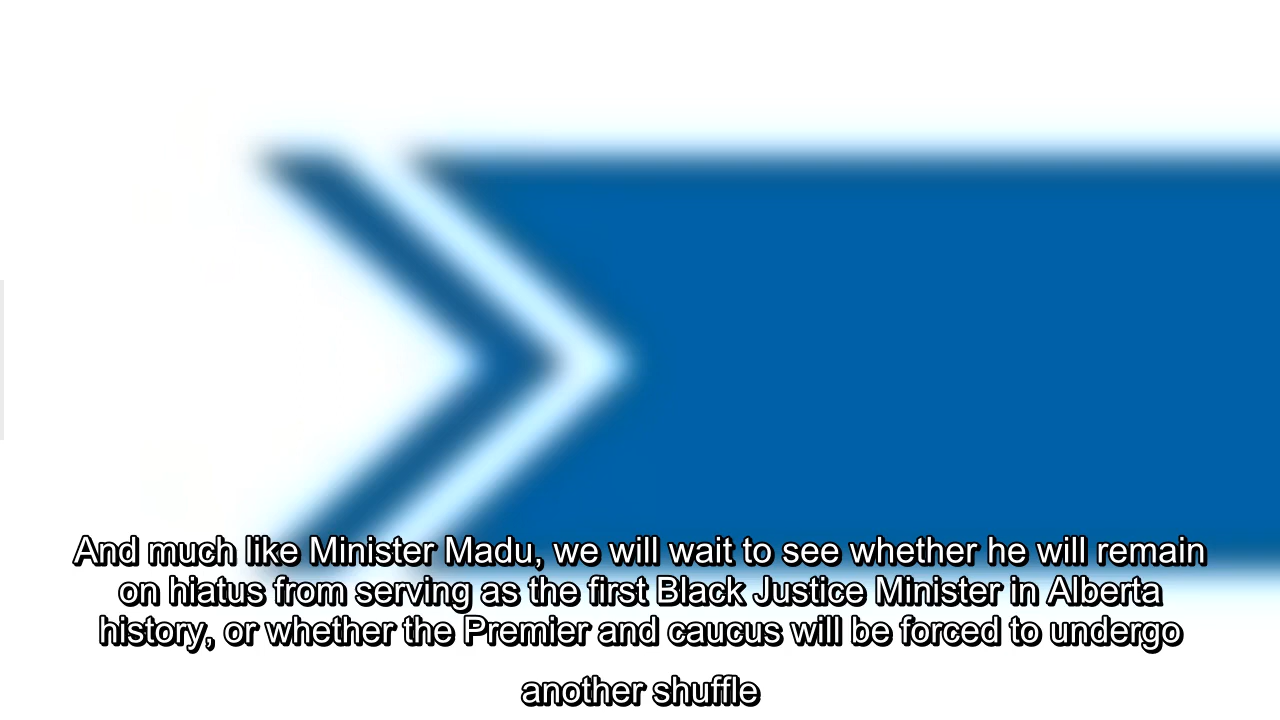 And much like Minister Madu, we will wait to see whether he will remain
on hiatus from serving as the first Black Justice Minister in Alberta
history, or whether the Premier and caucus will be forced to undergo
another shuffle